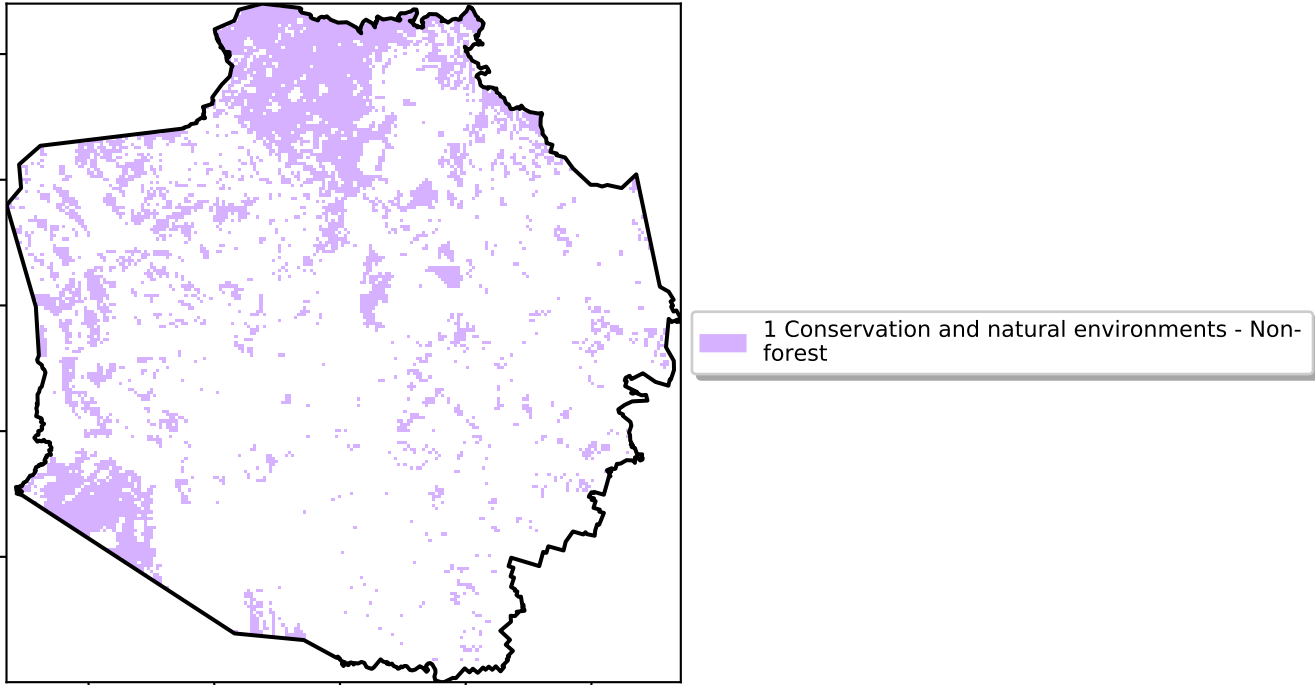 1 Conservation and natural environments - Non-
forest